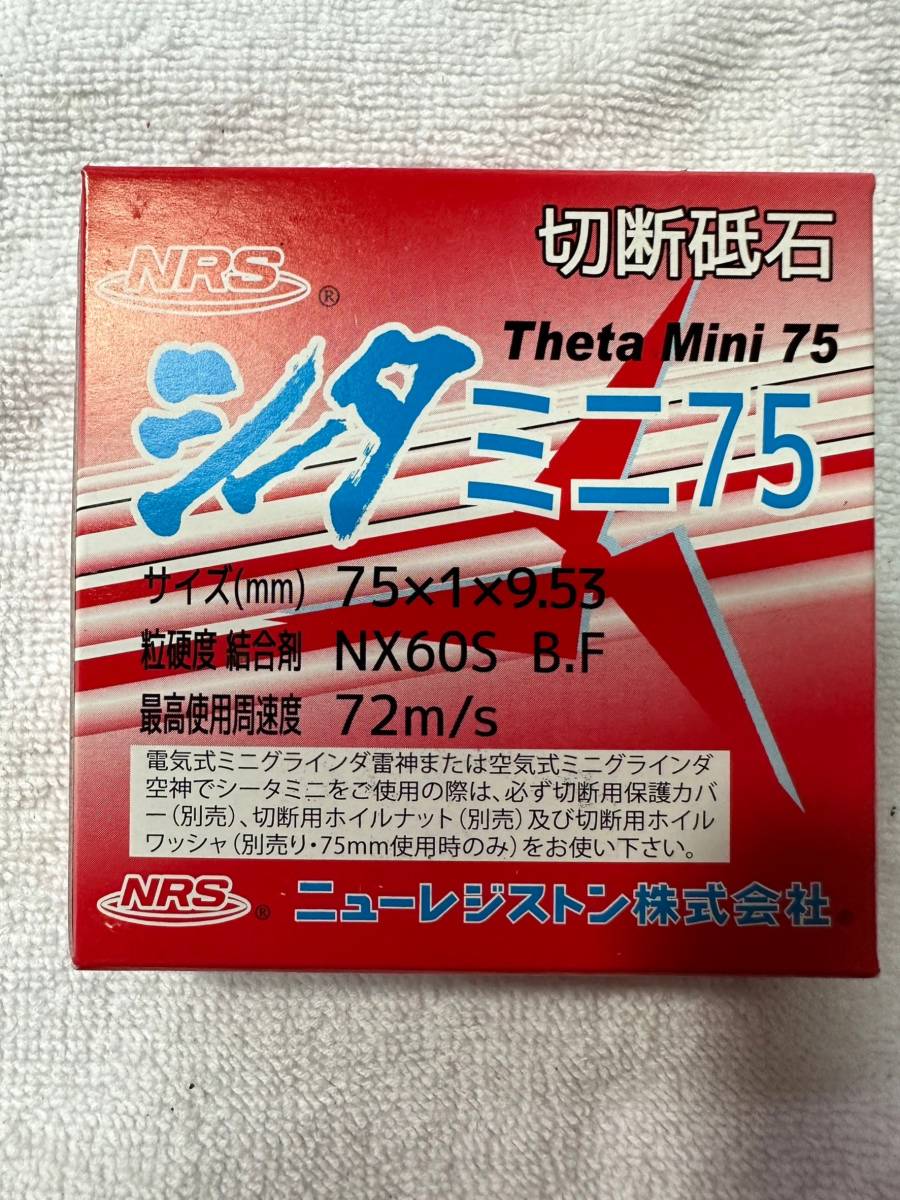 NRS®
切断砥石
Theta Mini 75
シータ ミニ75
サイズ(mm) 75×1×9.53
粒硬度 結合剤 NX60S B.F
最高使用周速度 72m/s
電気式ミニグラインダ雷神または空気式ミニグラインダ
空神でシータミニをご使用の際は、必ず切断用保護カバ
ー(別売)、切断用ホイルナット(別売)及び切断用ホイル
ワッシャ(別売り・75mm使用時のみ)をお使い下さい。
NRS® ニューレジストン株式会社®